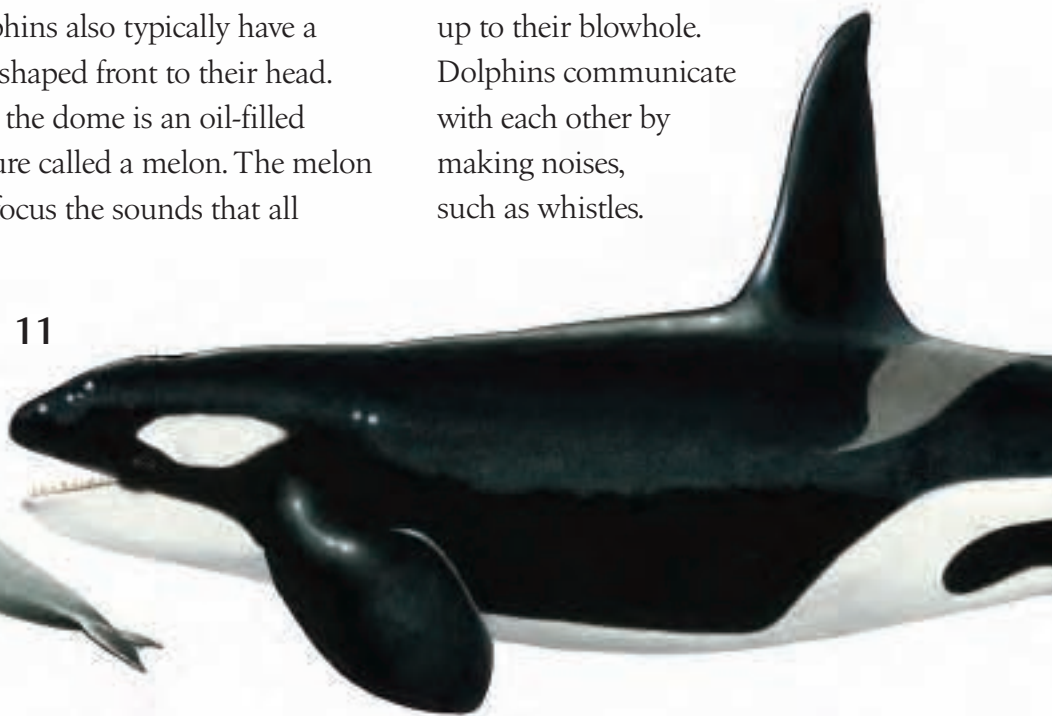 phins also typically have a
shaped front to their head.
the dome is an oil-filled
ure called a melon. The melon
focus the sounds that all
up to their blowhole.
Dolphins communicate
with each other by
making noises,
such as whistles.
11